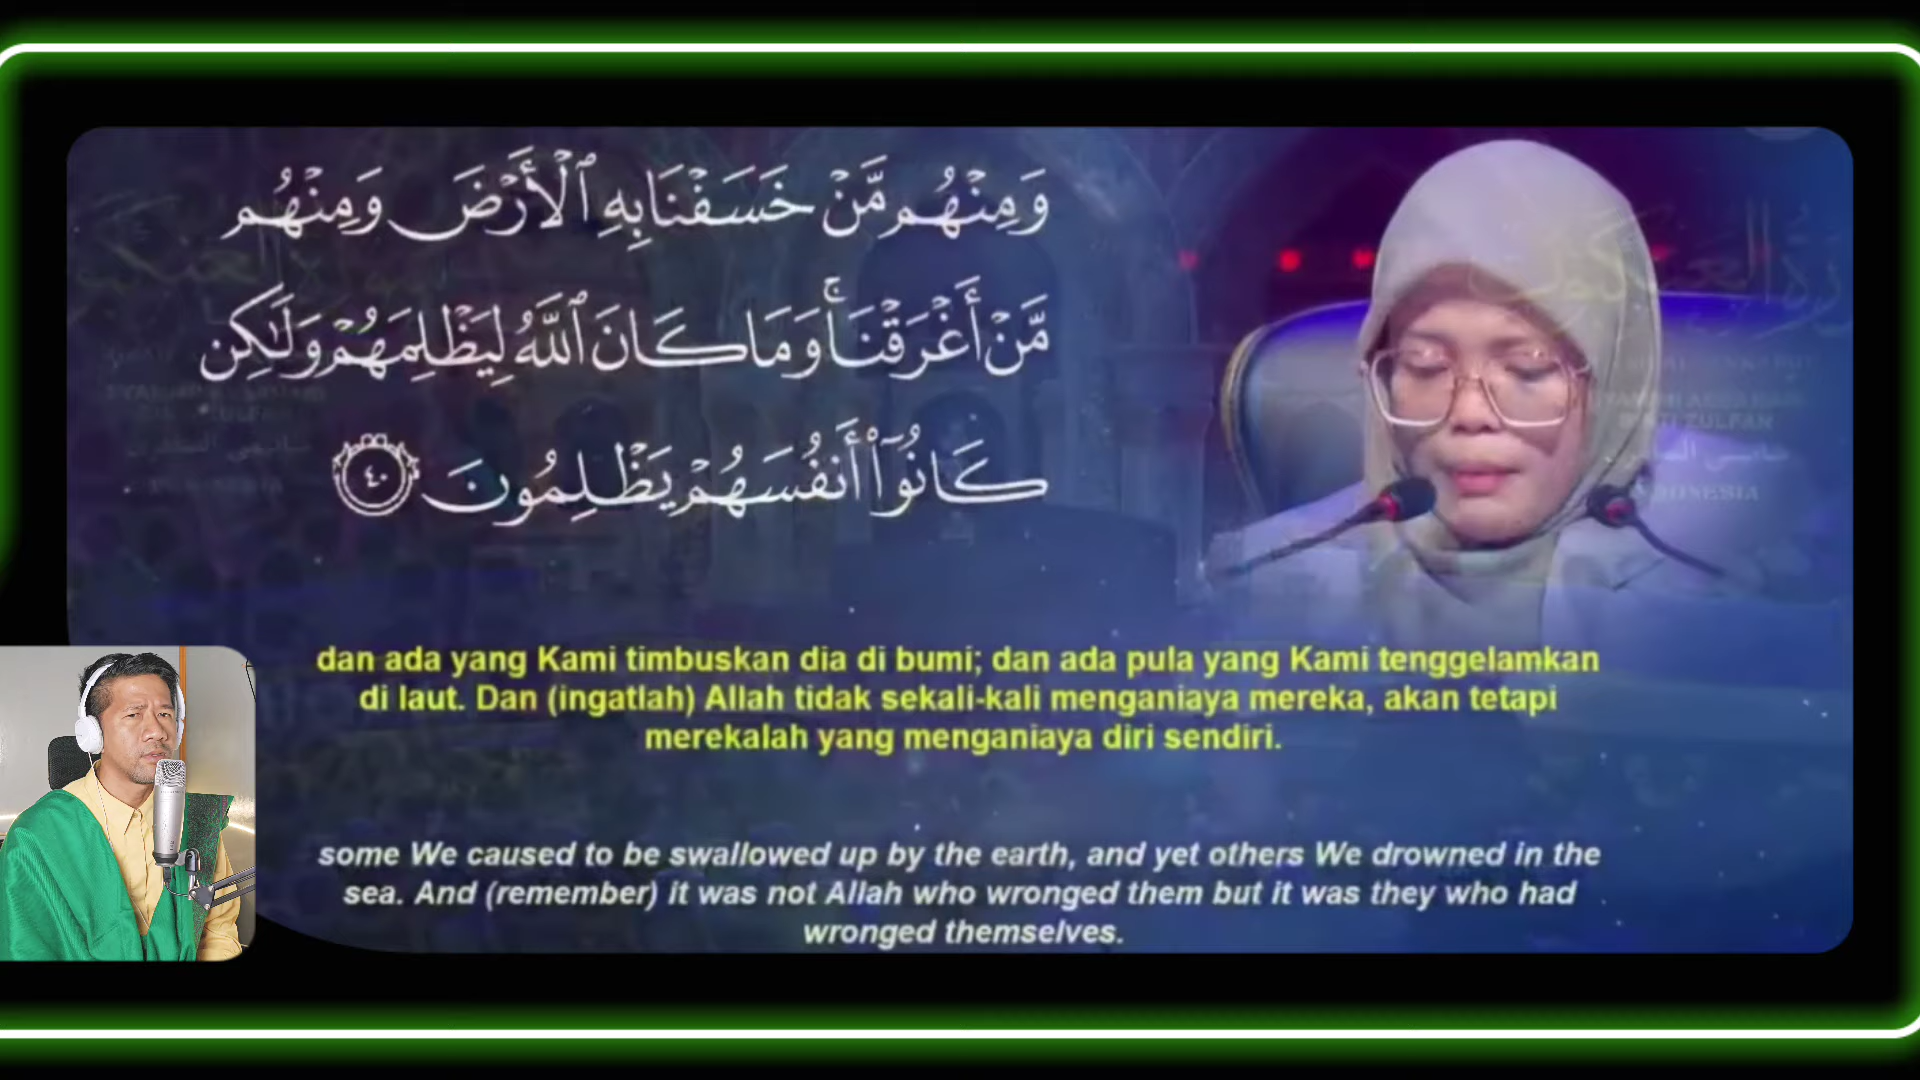 وَمِنْهُم مَّنْ خَسَفْنَا بِهِ ٱلْأَرْضَ وَمِنْهُم
مَّنْ أَغْرَقْنَا ۚ وَمَا كَانَ ٱللَّهُ لِيَظْلِمَهُمْ وَلَـٰكِن
كَانُوٓا۟ أَنفُسَهُمْ يَظْلِمُونَ ٤٠
ZULFAN
dan ada yang Kami timbuskan dia di bumi; dan ada pula yang Kami tenggelamkan
di laut. Dan (ingatlah) Allah tidak sekali-kali menganiaya mereka, akan tetapi
merekalah yang menganiaya diri sendiri.
some We caused to be swallowed up by the earth, and yet others We drowned in the
sea. And (remember) it was not Allah who wronged them but it was they who had
wronged themselves.